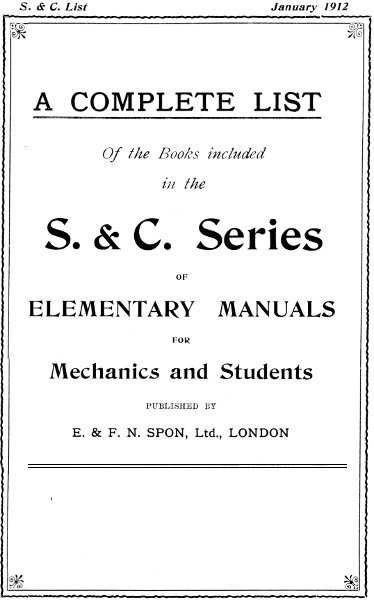 S. & C. List January 1912
A COMPLETE LIST
Of the Books included
in the
S. & C. Series
OF
ELEMENTARY MANUALS
FOR
Mechanics and Students
PUBLISHED BY
E. & F. N. SPON, Ltd., LONDON